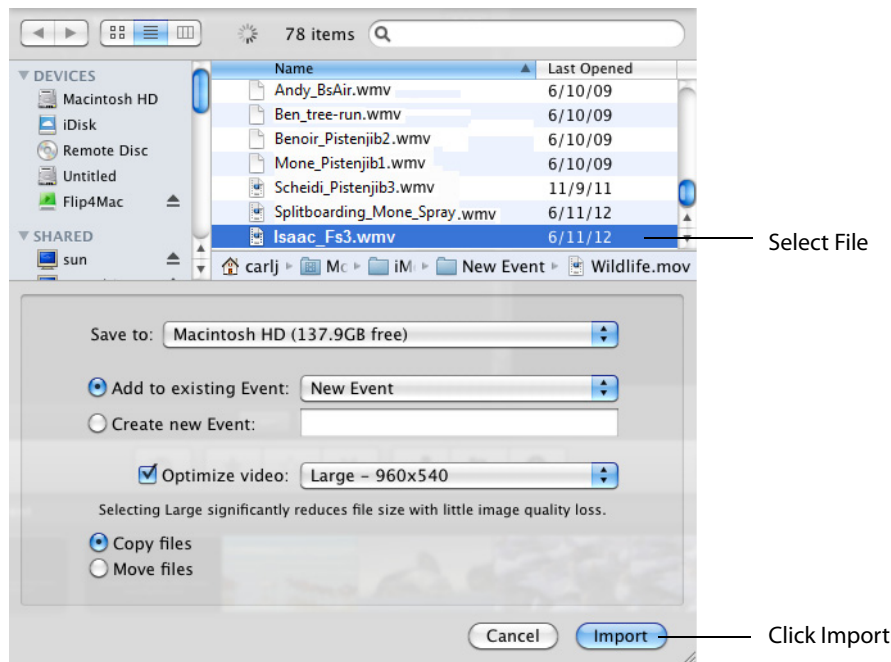 78 items
Name Last Opened
DEVICES
Macintosh HD
iDisk
Remote Disc
Untitled
Flip4Mac
SHARED
sun
Andy_BsAir.wmv 6/10/09
Ben_tree-run.wmv 6/10/09
Benoir_Pistenjib2.wmv 6/10/09
Mone_Pistenjib1.wmv 6/10/09
Scheidi_Pistenjib3.wmv 11/9/11
Splitboarding_Mone_Spray.wmv 6/11/12
Isaac_Fs3.wmv 6/11/12
Select File
carlj Mc iM New Event Wildlife.mov
Save to: Macintosh HD (137.9GB free)
Add to existing Event: New Event
Create new Event:
Optimize video: Large – 960x540
Selecting Large significantly reduces file size with little image quality loss.
Copy files
Move files
Cancel Import
Click Import